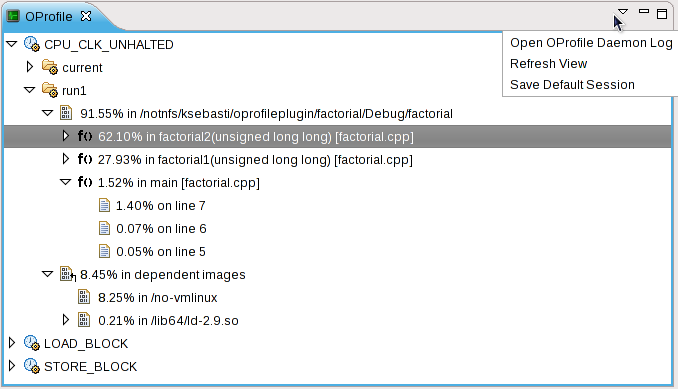 OProfile
Open OProfile Daemon Log
Refresh View
Save Default Session
CPU_CLK_UNHALTED
current
run1
91.55% in /notnfs/ksebasti/oprofileplugin/factorial/Debug/factorial
f() 62.10% in factorial2(unsigned long long) [factorial.cpp]
f() 27.93% in factorial1(unsigned long long) [factorial.cpp]
f() 1.52% in main [factorial.cpp]
1.40% on line 7
0.07% on line 6
0.05% on line 5
8.45% in dependent images
8.25% in /no-vmlinux
0.21% in /lib64/ld-2.9.so
LOAD_BLOCK
STORE_BLOCK